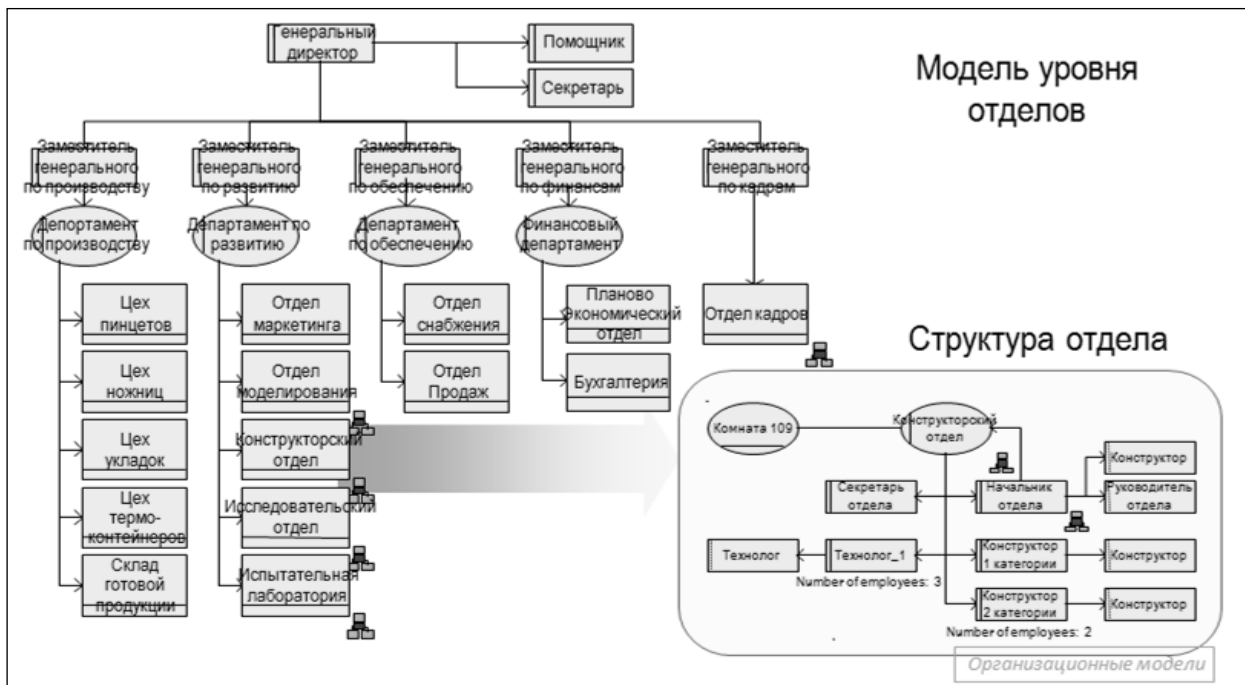 Генеральный
директор
Помощник
Секретарь
Модель уровня
отделов
Заместитель
генерального
по производству
Заместитель
генерального
по развитию
Заместитель
генерального
по обеспечению
Заместитель
генерального
по финансам
Заместитель
генерального
по кадрам
Депортамент
по производству
Департамент по
развитию
Департамент
по обеспечению
Финансовый
департамент
Цех
пинцетов
Отдел
маркетинга
Отдел
снабжения
Планово
Экономический
отдел
Отдел кадров
Цех
ножниц
Отдел
моделирования
Отдел
Продаж
Бухгалтерия
Цех
укладок
Конструкторский
отдел
Цех
термо-
контейнеров
Исследовательский
отдел
Склад
готовой
продукции
Испытательная
лаборатория
Структура отдела
Комната 109
Конструкторский
отдел
Конструктор
Секретарь
отдела
Начальник
отдела
Руководитель
отдела
Технолог
Технолог_1
Конструктор
1 категории
Конструктор
Number of employees: 3
Конструктор
2 категории
Конструктор
Number of employees: 2
Организационные модели